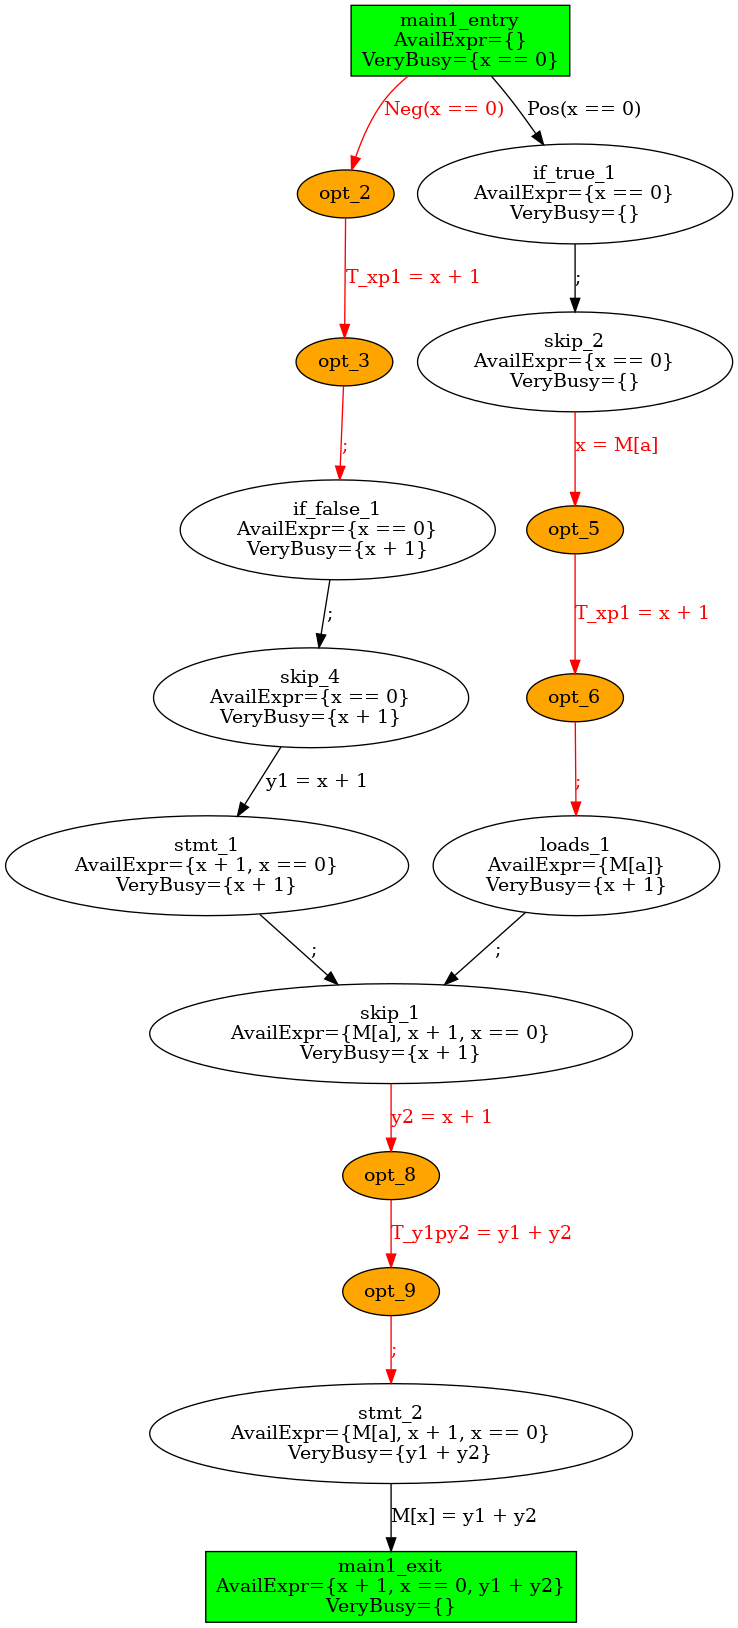 main1_entry
AvailExpr={}
VeryBusy={x == 0}
Neg(x == 0)
Pos(x == 0)
opt_2
if_true_1
AvailExpr={x == 0}
VeryBusy={}
T_xp1 = x + 1
;
opt_3
skip_2
AvailExpr={x == 0}
VeryBusy={}
;
x = M[a]
if_false_1
AvailExpr={x == 0}
VeryBusy={x + 1}
opt_5
;
T_xp1 = x + 1
skip_4
AvailExpr={x == 0}
VeryBusy={x + 1}
opt_6
y1 = x + 1
;
stmt_1
AvailExpr={x + 1, x == 0}
VeryBusy={x + 1}
loads_1
AvailExpr={M[a]}
VeryBusy={x + 1}
;
;
skip_1
AvailExpr={M[a], x + 1, x == 0}
VeryBusy={x + 1}
y2 = x + 1
opt_8
T_y1py2 = y1 + y2
opt_9
;
stmt_2
AvailExpr={M[a], x + 1, x == 0}
VeryBusy={y1 + y2}
M[x] = y1 + y2
main1_exit
AvailExpr={x + 1, x == 0, y1 + y2}
VeryBusy={}